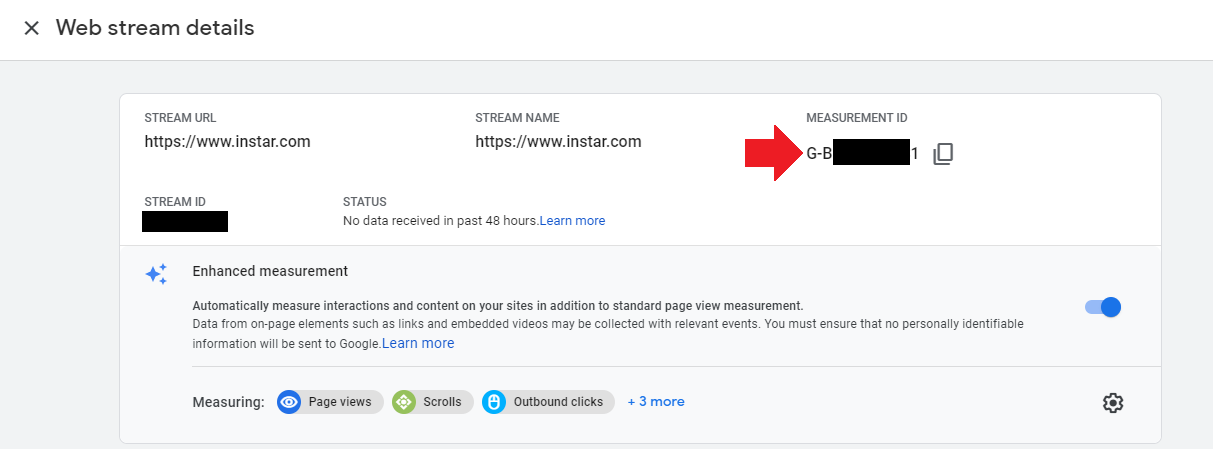 Web stream details
STREAM URL
STREAM NAME
MEASUREMENT ID
https://www.instar.com
https://www.instar.com
G-B
1
STREAM ID
STATUS
No data received in past 48 hours.Learn more
Enhanced measurement
Automatically measure interactions and content on your sites in addition to standard page view measurement.
Data from on-page elements such as links and embedded videos may be collected with relevant events. You must ensure that no personally identifiable
information will be sent to Google.Learn more
Measuring:
Page views
Scrolls
Outbound clicks
+ 3 more